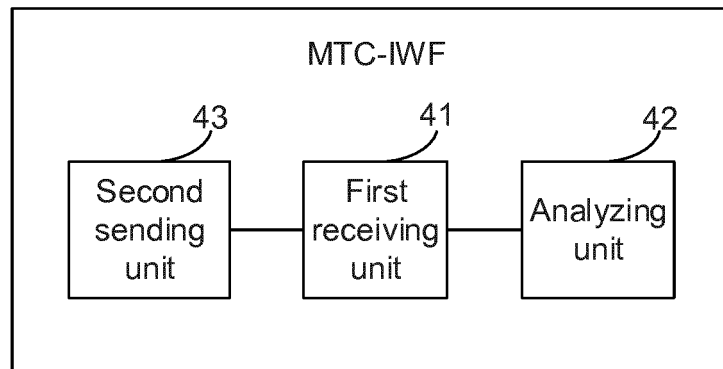 MTC-IWF
43
41
42
Second
sending
unit
First
receiving
unit
Analyzing
unit